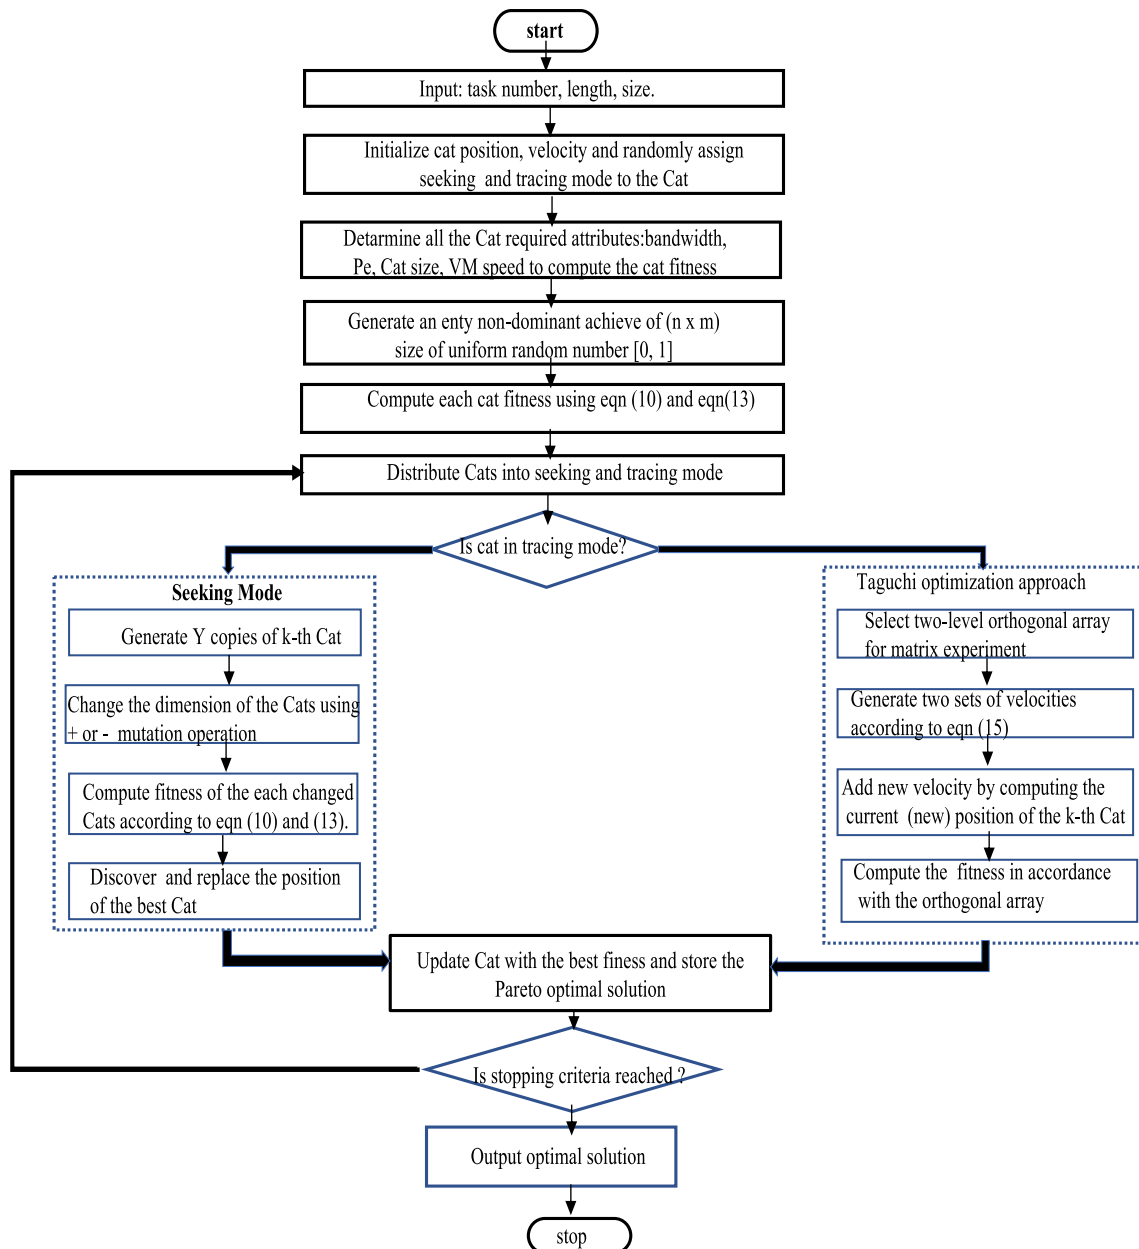 start
Input: task number, length, size.
Initialize cat position, velocity and randomly assign
seeking and tracing mode to the Cat
Detarmine all the Cat required attributes:bandwidth,
Pe, Cat size, VM speed to compute the cat fitness
Generate an enty non-dominant achieve of (n x m)
size of uniform random number [0, 1]
Compute each cat fitness using eqn (10) and eqn(13)
Distribute Cats into seeking and tracing mode
Is cat in tracing mode?
Seeking Mode
Generate Y copies of k-th Cat
Change the dimension of the Cats using
+ or - mutation operation
Compute fitness of the each changed
Cats according to eqn (10) and (13).
Discover and replace the position
of the best Cat
Taguchi optimization approach
Select two-level orthogonal array
for matrix experiment
Generate two sets of velocities
according to eqn (15)
Add new velocity by computing the
current (new) position of the k-th Cat
Compute the fitness in accordance
with the orthogonal array
Update Cat with the best finess and store the
Pareto optimal solution
Is stopping criteria reached ?
Output optimal solution
stop